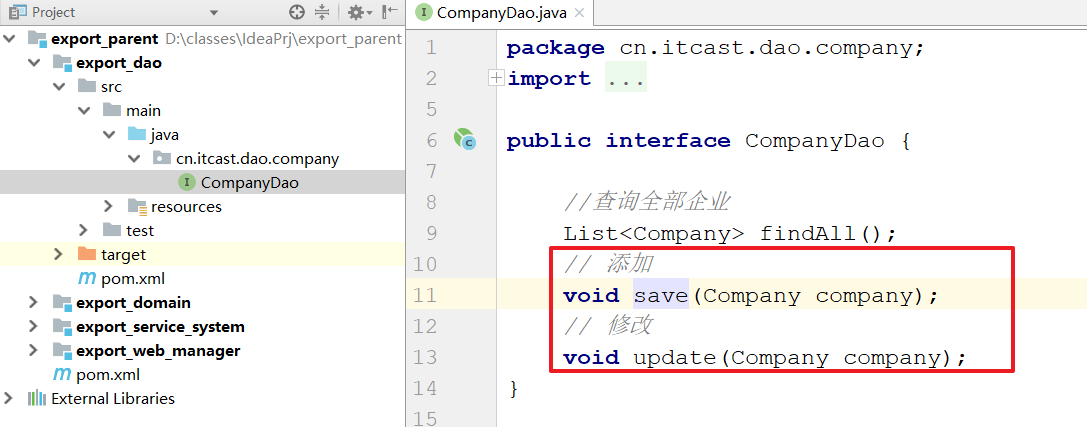 Project
export_parent D:\classes\IdeaPrj\export_parent
export_dao
src
main
java
cn.itcast.dao.company
CompanyDao
resources
test
target
pom.xml
export_domain
export_service_system
export_web_manager
pom.xml
External Libraries
CompanyDao.java
1 package cn.itcast.dao.company;
2 import ...
5
6 public interface CompanyDao {
7
8 //查询全部企业
9 List<Company> findAll();
10 // 添加
11 void save(Company company);
12 // 修改
13 void update(Company company);
14 }
15